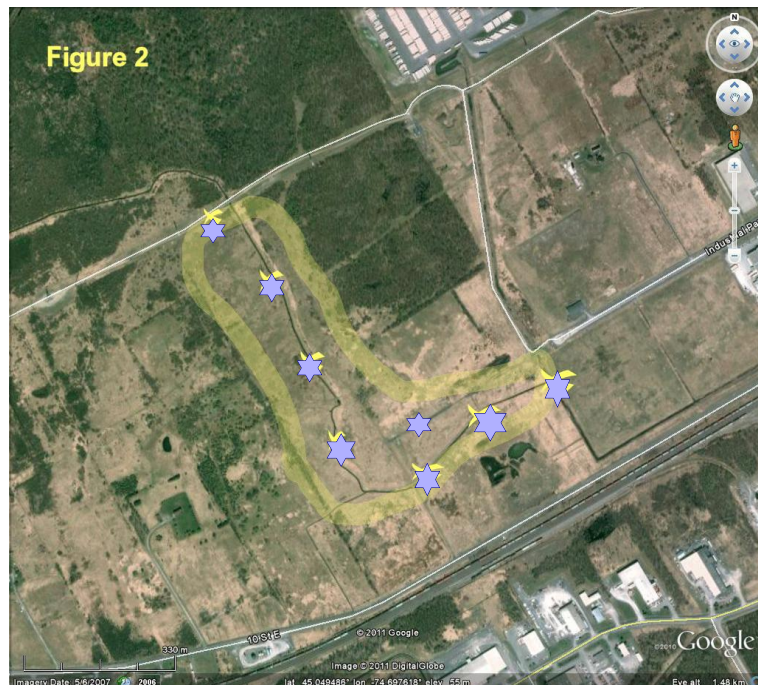 Figure 2
N
Industrial Pa
10 St E
330 m
© 2011 Google
©2010 Google
Image © 2011 DigitalGlobe
Imagery Date: 5/6/2007
2006
lat 45.049486° lon -74.697618° elev 55 m
Eye alt 1.48 km